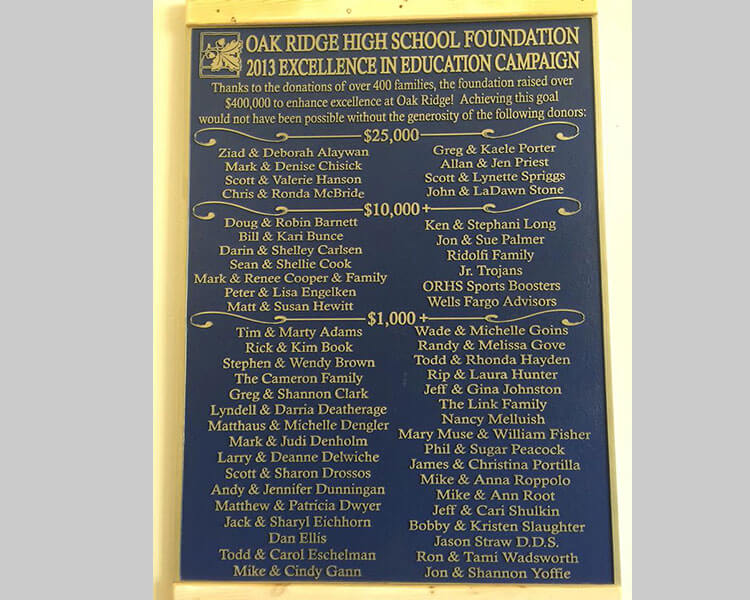 OAK RIDGE HIGH SCHOOL FOUNDATION
2013 EXCELLENCE IN EDUCATION CAMPAIGN
Thanks to the donations of over 400 families, the foundation raised over
$400,000 to enhance excellence at Oak Ridge! Achieving this goal
would not have been possible without the generosity of the following donors:
$25,000
Ziad & Deborah Alaywan
Mark & Denise Chisick
Scott & Valerie Hanson
Chris & Ronda McBride
Greg & Kaele Porter
Allan & Jen Priest
Scott & Lynette Spriggs
John & LaDawn Stone
$10,000+
Doug & Robin Barnett
Bill & Kari Bunce
Darin & Shelley Carlsen
Sean & Shellie Cook
Mark & Renee Cooper & Family
Peter & Lisa Engelken
Matt & Susan Hewitt
Ken & Stephani Long
Jon & Sue Palmer
Ridolfi Family
Jr. Trojans
ORHS Sports Boosters
Wells Fargo Advisors
$1,000+
Tim & Marty Adams
Rick & Kim Book
Stephen & Wendy Brown
The Cameron Family
Greg & Shannon Clark
Lyndell & Darria Deatherage
Matthaus & Michelle Dengler
Mark & Judi Denholm
Larry & Deanne Delwiche
Scott & Sharon Drossos
Andy & Jennifer Dunningan
Matthew & Patricia Dwyer
Jack & Sharyl Eichhorn
Dan Ellis
Todd & Carol Eschelman
Mike & Cindy Gann
Wade & Michelle Goins
Randy & Melissa Gove
Todd & Rhonda Hayden
Rip & Laura Hunter
Jeff & Gina Johnston
The Link Family
Nancy Melluish
Mary Muse & William Fisher
Phil & Sugar Peacock
James & Christina Portilla
Mike & Anna Roppolo
Mike & Ann Root
Jeff & Cari Shulkin
Bobby & Kristen Slaughter
Jason Straw D.D.S.
Ron & Tami Wadsworth
Jon & Shannon Yoffie